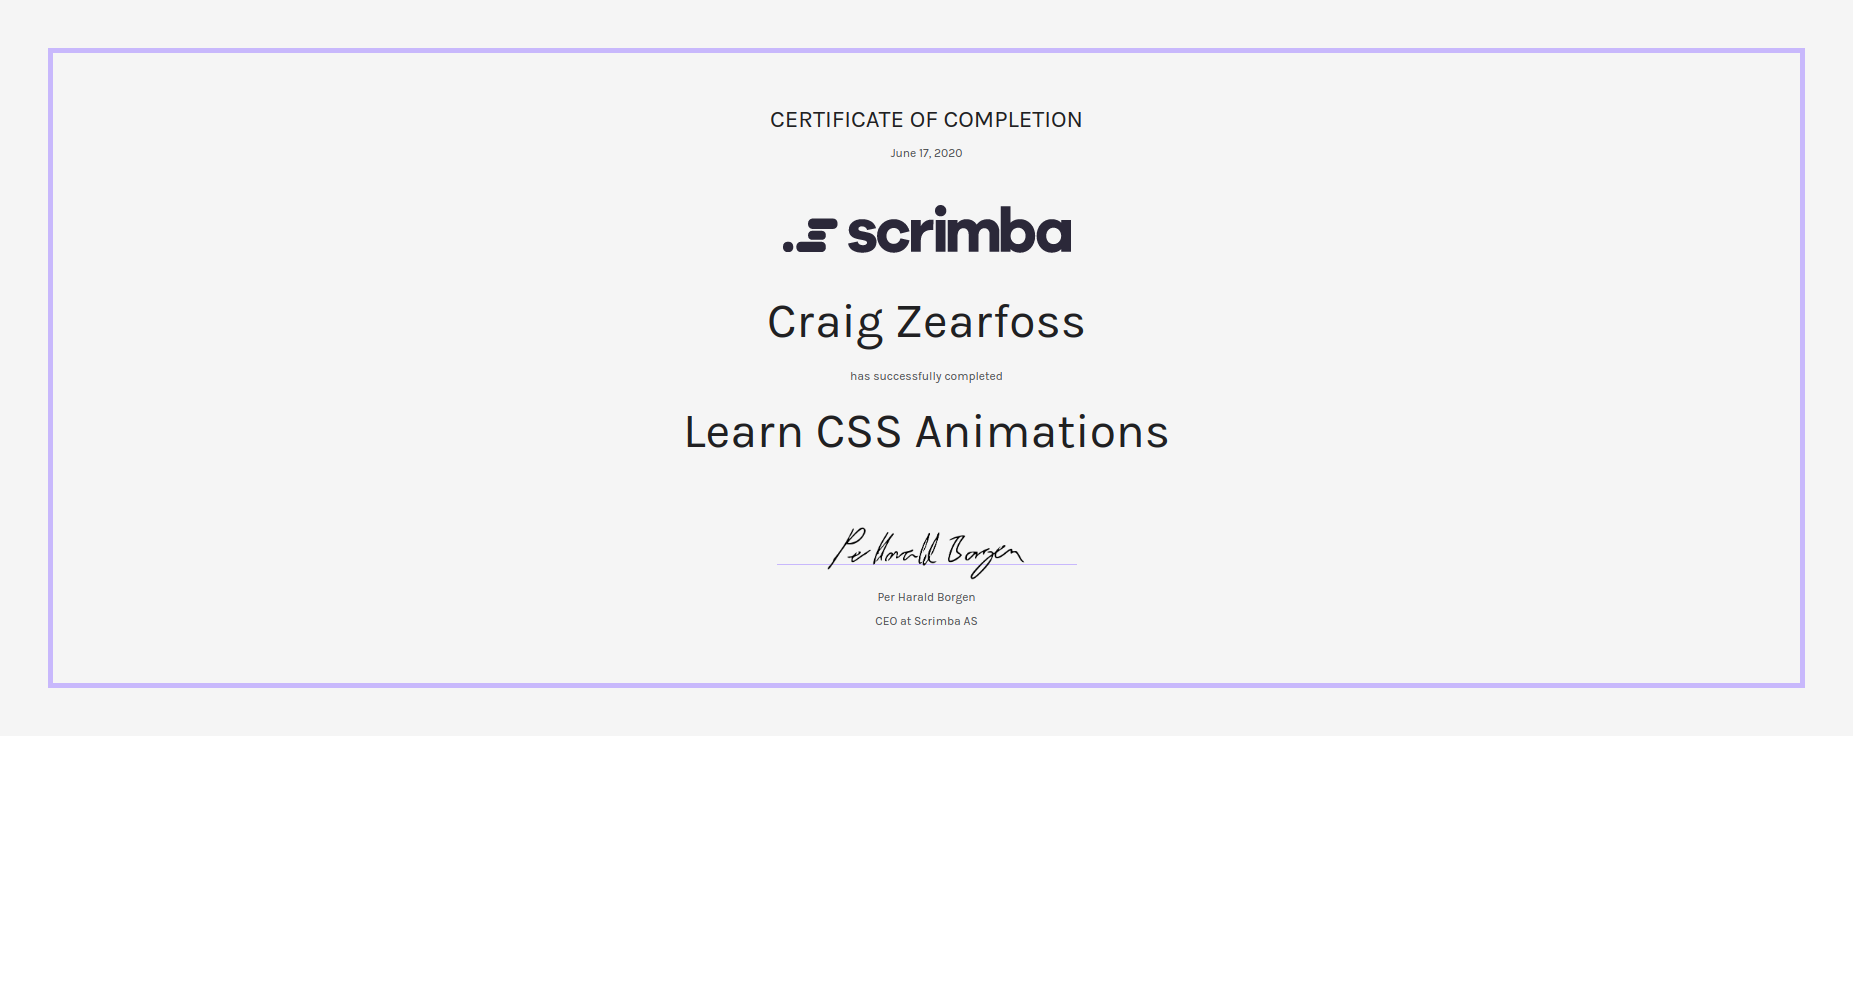 CERTIFICATE OF COMPLETION
June 17, 2020
scrimba
Craig Zearfoss
has successfully completed
Learn CSS Animations
Per Harald Borgen
Per Harald Borgen
CEO at Scrimba AS